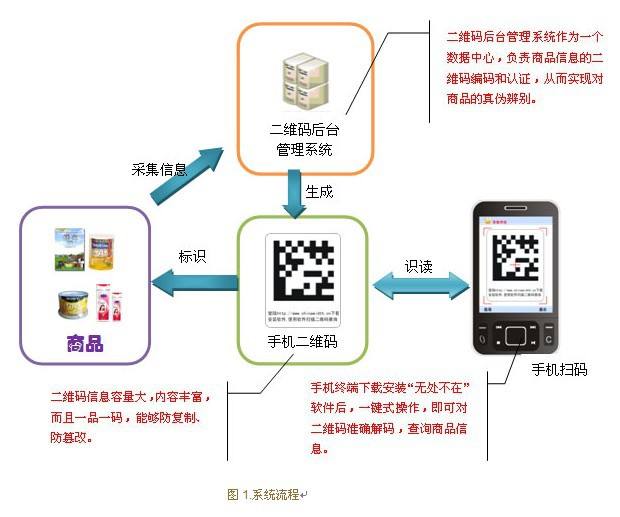 二维码后台管理系统作为一个
数据中心，负责商品信息的二
维码编码和认证，从而实现对
商品的真伪辨别。
二维码后台
管理系统
采集信息
生成
标识
识读
商品
手机二维码
手机扫码
二维码信息容量大，内容丰富，
而且一品一码，能够防复制、
防篡改。
手机终端下载安装“无处不在”
软件后，一键式操作，即可对
二维码准确解码，查询商品信
息。
图 1.系统流程↵